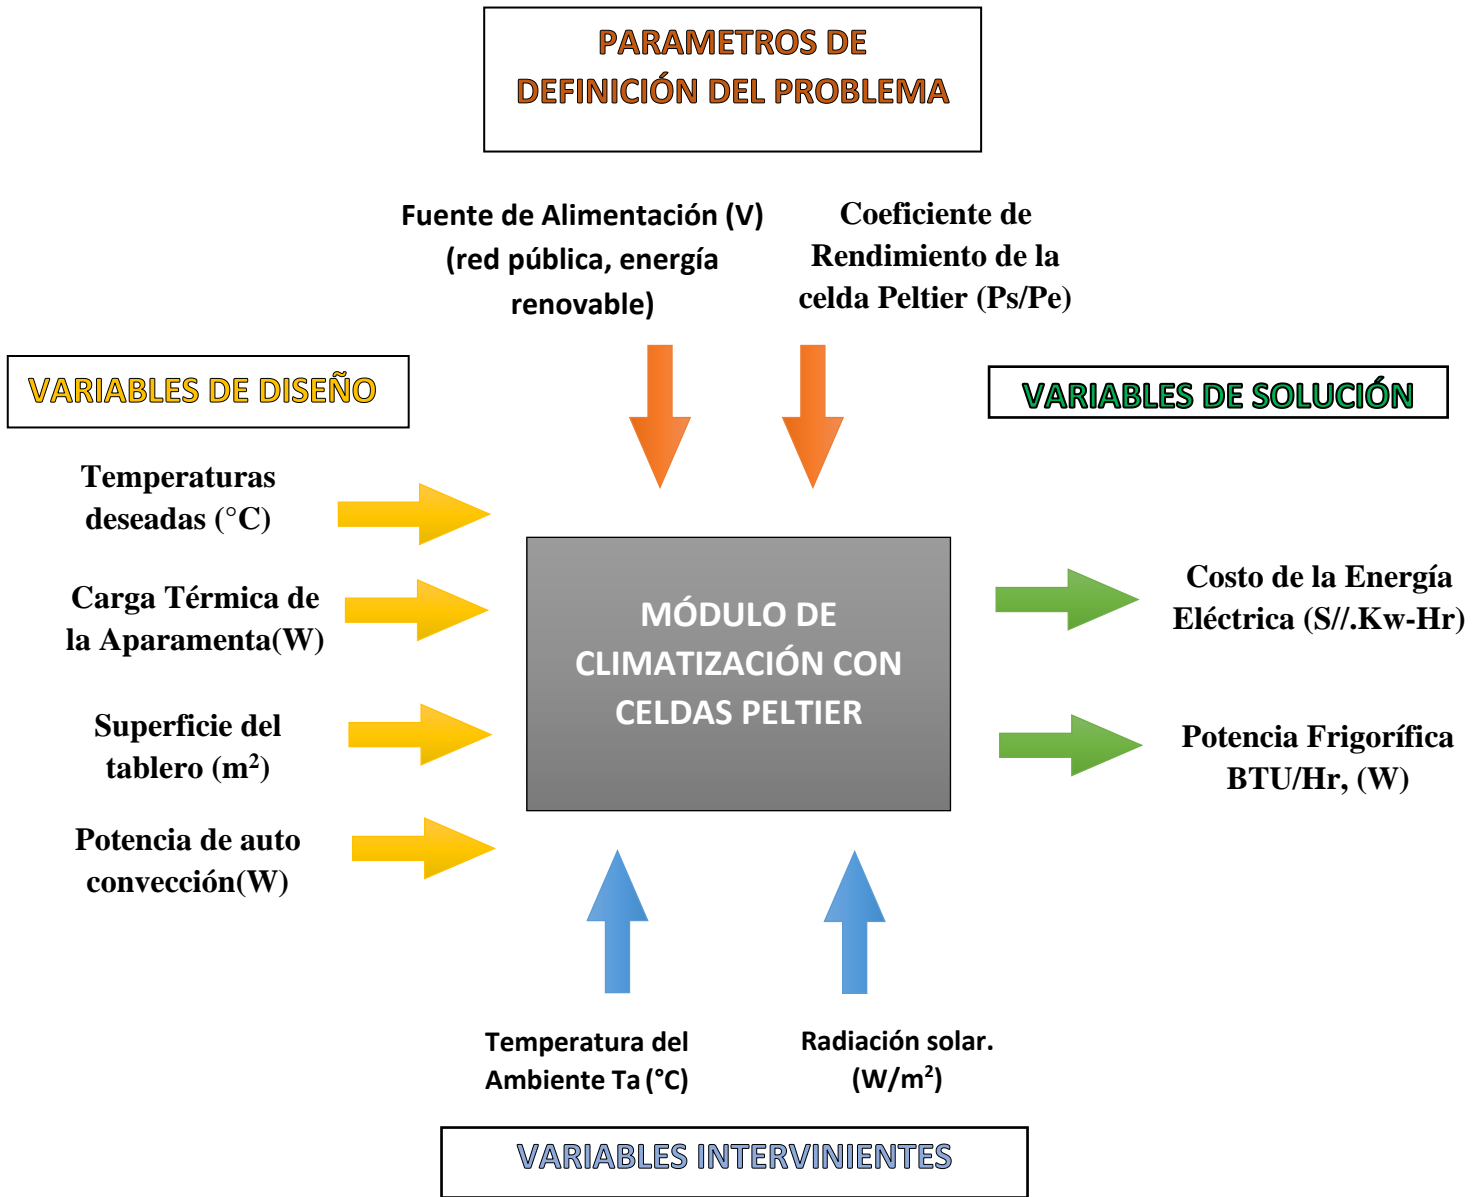 PARAMETROS DE
DEFINICIÓN DEL PROBLEMA
Fuente de Alimentación (V)
(red pública, energía
renovable)
Coeficiente de
Rendimiento de la
celda Peltier (Ps/Pe)
VARIABLES DE DISEÑO
VARIABLES DE SOLUCIÓN
Temperaturas
deseadas (°C)
Carga Térmica de
la Aparamenta(W)
Superficie del
tablero (m²)
Potencia de auto
convección(W)
MÓDULO DE
CLIMATIZACIÓN CON
CELDAS PELTIER
Costo de la Energía
Eléctrica (S//.Kw-Hr)
Potencia Frigorífica
BTU/Hr, (W)
Temperatura del
Ambiente Ta (°C)
Radiación solar.
(W/m²)
VARIABLES INTERVINIENTES